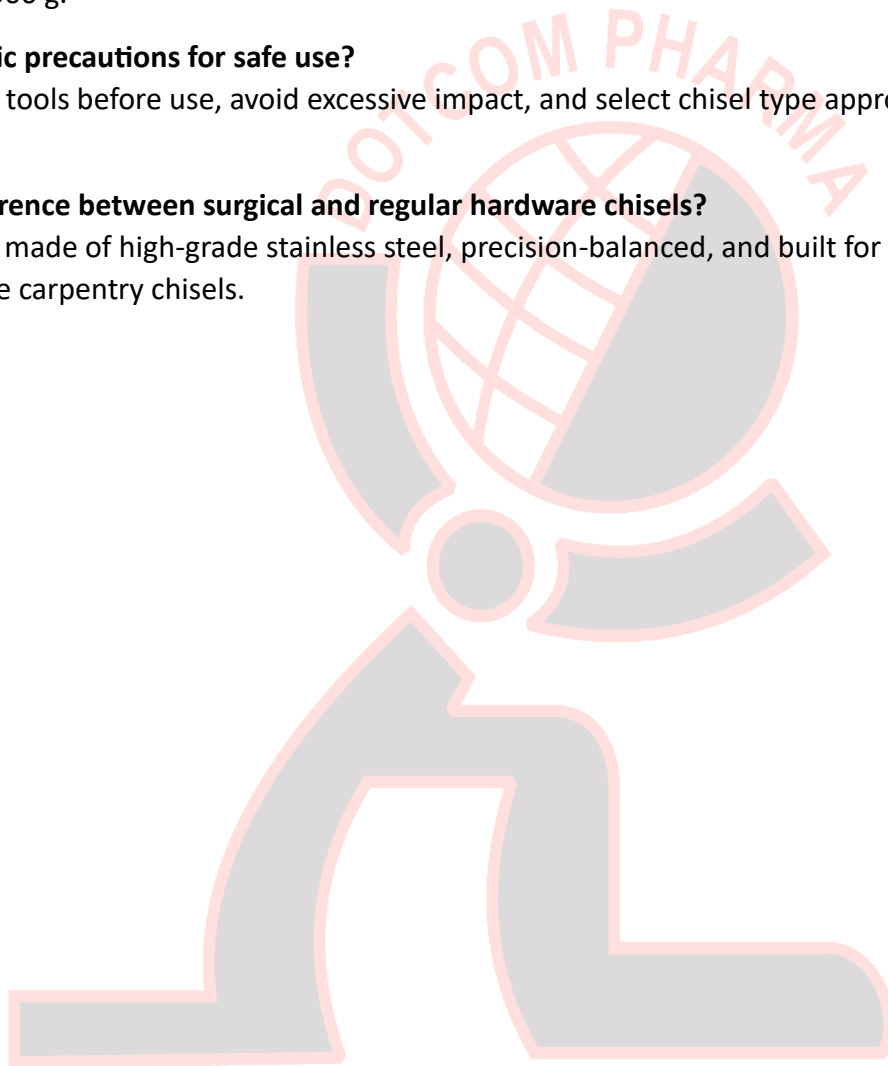 ic precautions for safe use?
tools before use, avoid excessive impact, and select chisel type appro
rence between surgical and regular hardware chisels?
made of high-grade stainless steel, precision-balanced, and built for
e carpentry chisels.
DOTCOM PHARMA